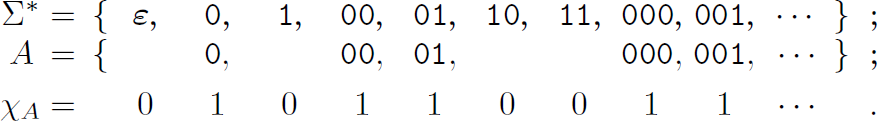 Σ* = { ε, 0, 1, 00, 01, 10, 11, 000, 001, ⋯ } ;
A = { 0, 00, 01, 000, 001, ⋯ } ;
χ_A = 0 1 0 1 1 0 0 1 1 ⋯ .